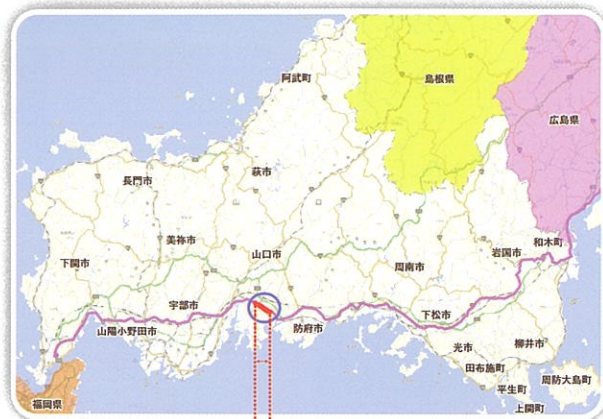 阿武町
島根県
広島県
萩市
長門市
美祢市
山口市
下関市
周南市
岩国市
和木町
宇部市
下松市
山陽小野田市
防府市
光市
柳井市
田布施町
周防大島町
平生町
福岡県
上関町